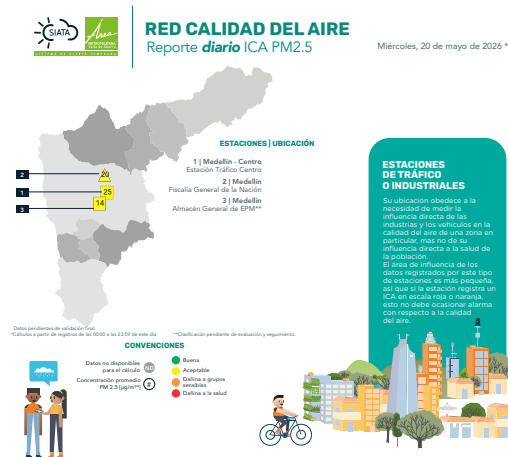 SIATA
Área
METROPOLITANA
Valle de Aburrá
RED CALIDAD DEL AIRE
Reporte diario ICA PM2.5
Miércoles, 20 de mayo de 2026 *
ESTACIONES | UBICACIÓN
1 | Medellín - Centro
Estación Tráfico Centro
2 | Medellín
Fiscalía General de la Nación
3 | Medellín
Almacén General de EPM**
2
20
1
25
3
14
ESTACIONES
DE TRÁFICO
O INDUSTRIALES
Su ubicación obedece a la
necesidad de medir la
influencia directa de las
industrias y los vehículos en la
calidad del aire de una zona en
particular, mas no de su
influencia directa a la salud de
la población.
El área de influencia de los
datos registrados por este tipo
de estaciones es más pequeña,
así que si la estación registra un
ICA en escala roja o naranja,
esto no debe ocasionar alarma
con respecto a la calidad
del aire.
Datos pendientes de validación final.
*Cálculos a partir de registros de las 00:00 a las 23:59 de este día.
**Clasificación pendiente de evaluación y seguimiento.
CONVENCIONES
Datos no disponibles
para el cálculo
ND
Concentración promedio
PM 2.5 (µg/m**)
#
Buena
Aceptable
Dañina a grupos
sensibles
Dañina a la salud